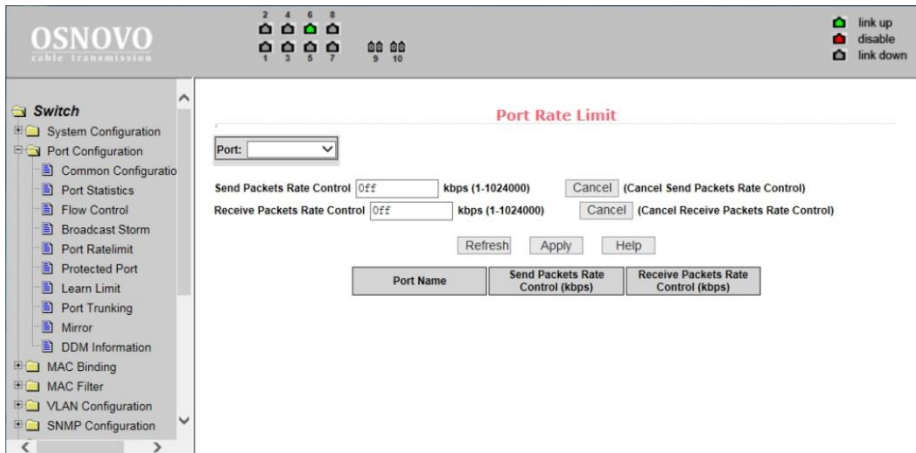 OSNOVO
cable transmission
2 4 6 8
1 3 5 7 9 10
link up
disable
link down
Switch
System Configuration
Port Configuration
Common Configuratio
Port Statistics
Flow Control
Broadcast Storm
Port Ratelimit
Protected Port
Learn Limit
Port Trunking
Mirror
DDM Information
MAC Binding
MAC Filter
VLAN Configuration
SNMP Configuration
Port Rate Limit
Port:
Send Packets Rate Control Off kbps (1-1024000) Cancel (Cancel Send Packets Rate Control)
Receive Packets Rate Control Off kbps (1-1024000) Cancel (Cancel Receive Packets Rate Control)
Refresh Apply Help
Port Name Send Packets Rate Control (kbps) Receive Packets Rate Control (kbps)